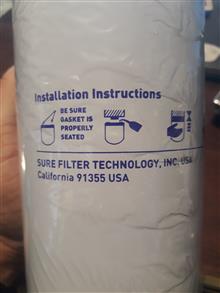 Installation Instructions
BE SURE
GASKET IS
PROPERLY
SEATED
SURE FILTER TECHNOLOGY, INC. USA
California 91355 USA